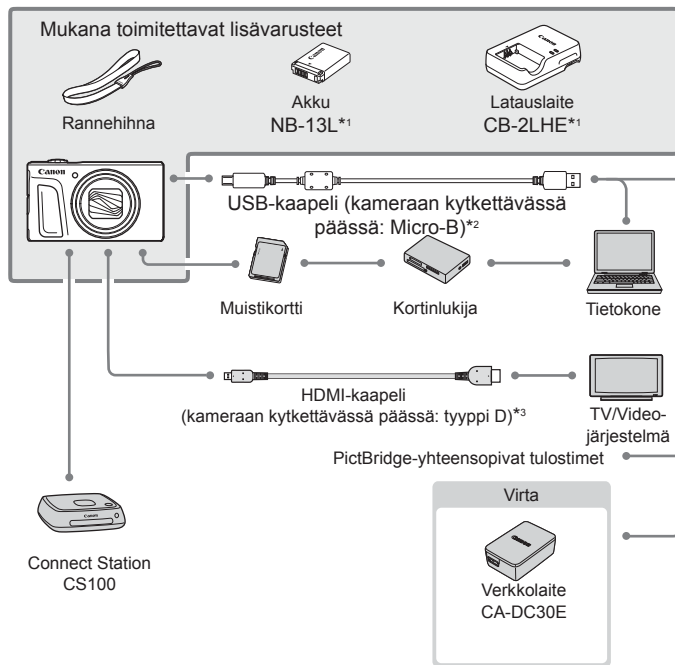 Mukana toimitettavat lisävarusteet
Rannehihna
Akku
NB-13L*1
Latauslaite
CB-2LHE*1
Canon
USB-kaapeli (kameraan kytkettävässä
päässä: Micro-B)*2
Muistikortti
Kortinlukija
Tietokone
HDMI-kaapeli
(kameraan kytkettävässä päässä: tyyppi D)*3
TV/Video-
järjestelmä
PictBridge-yhteensopivat tulostimet
Virta
Canon
Connect Station
CS100
Verkkolaite
CA-DC30E